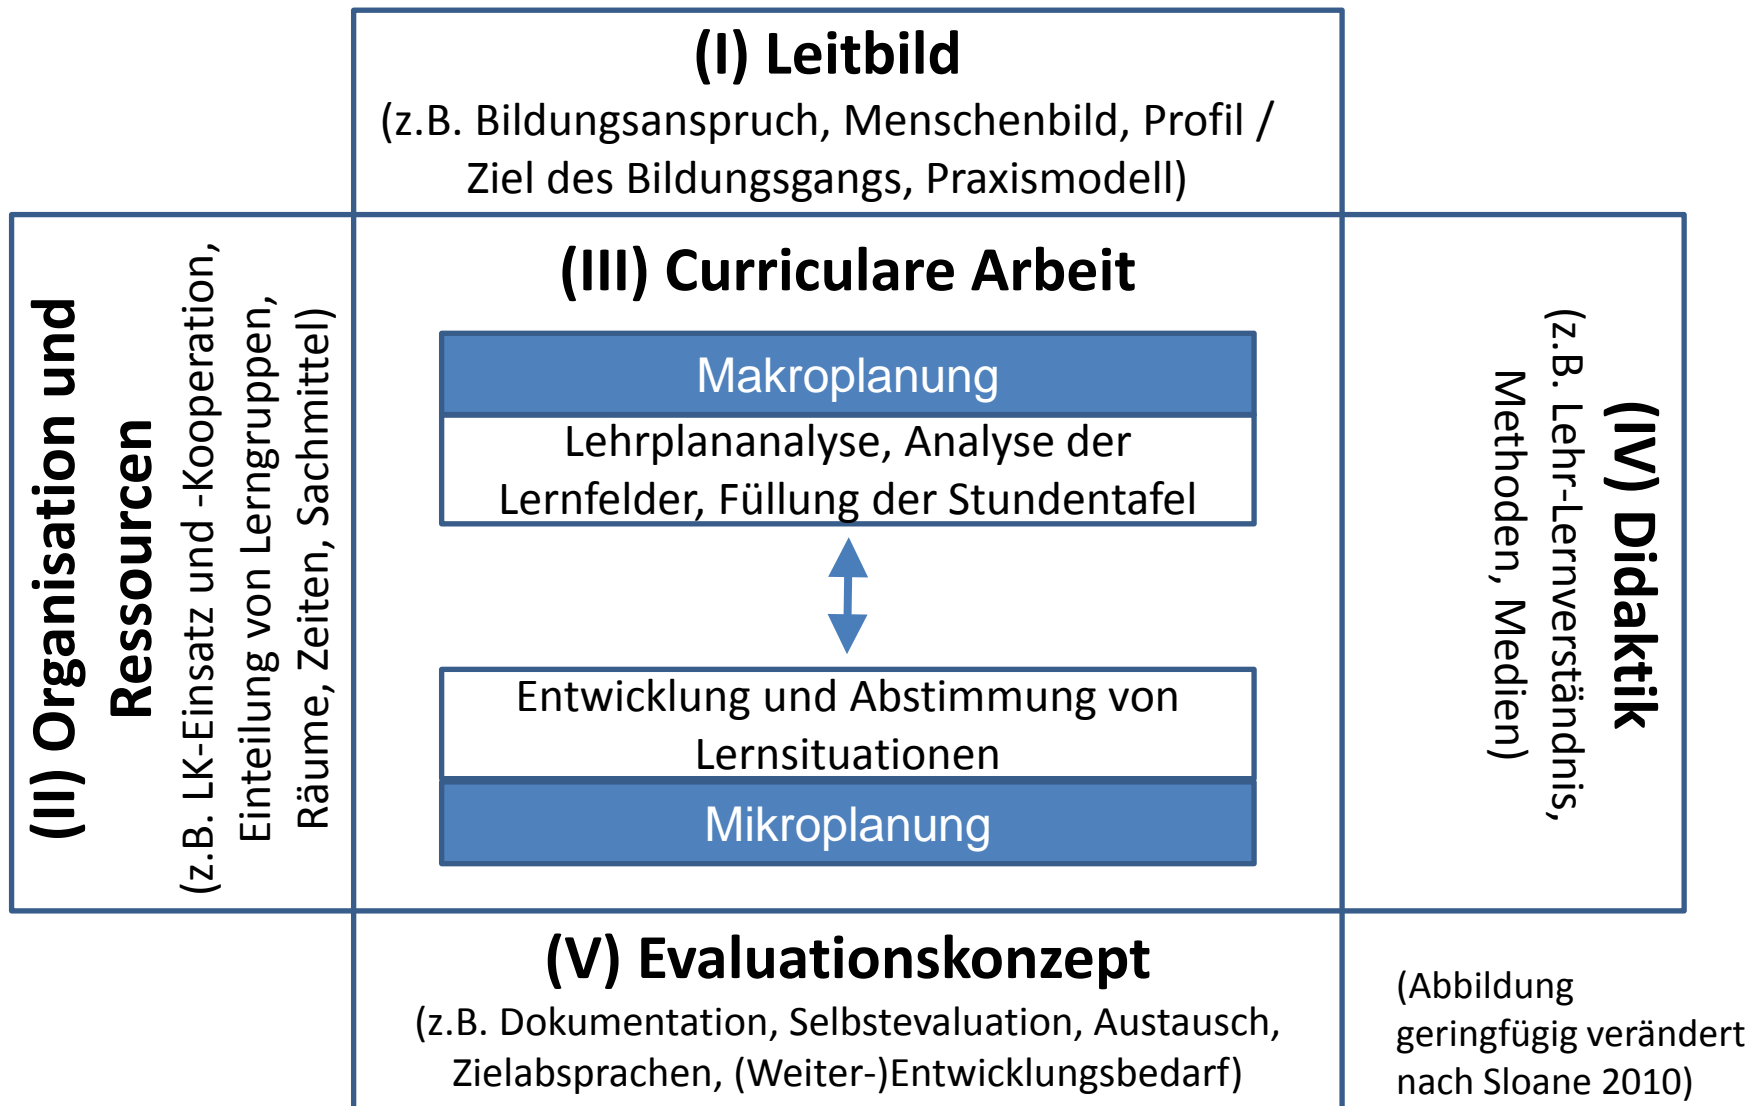 (I) Leitbild
(z.B. Bildungsanspruch, Menschenbild, Profil /
Ziel des Bildungsgangs, Praxismodell)
(II) Organisation und
Ressourcen
(z.B. LK-Einsatz und -Kooperation,
Einteilung von Lerngruppen,
Räume, Zeiten, Sachmittel)
(III) Curriculare Arbeit
Makroplanung
Lehrplananalyse, Analyse der
Lernfelder, Füllung der Stundentafel
Entwicklung und Abstimmung von
Lernsituationen
Mikroplanung
(IV) Didaktik
(z.B. Lehr-Lernverständnis,
Methoden, Medien)
(V) Evaluationskonzept
(z.B. Dokumentation, Selbstevaluation, Austausch,
Zielabsprachen, (Weiter-)Entwicklungsbedarf)
(Abbildung
geringfügig verändert
nach Sloane 2010)